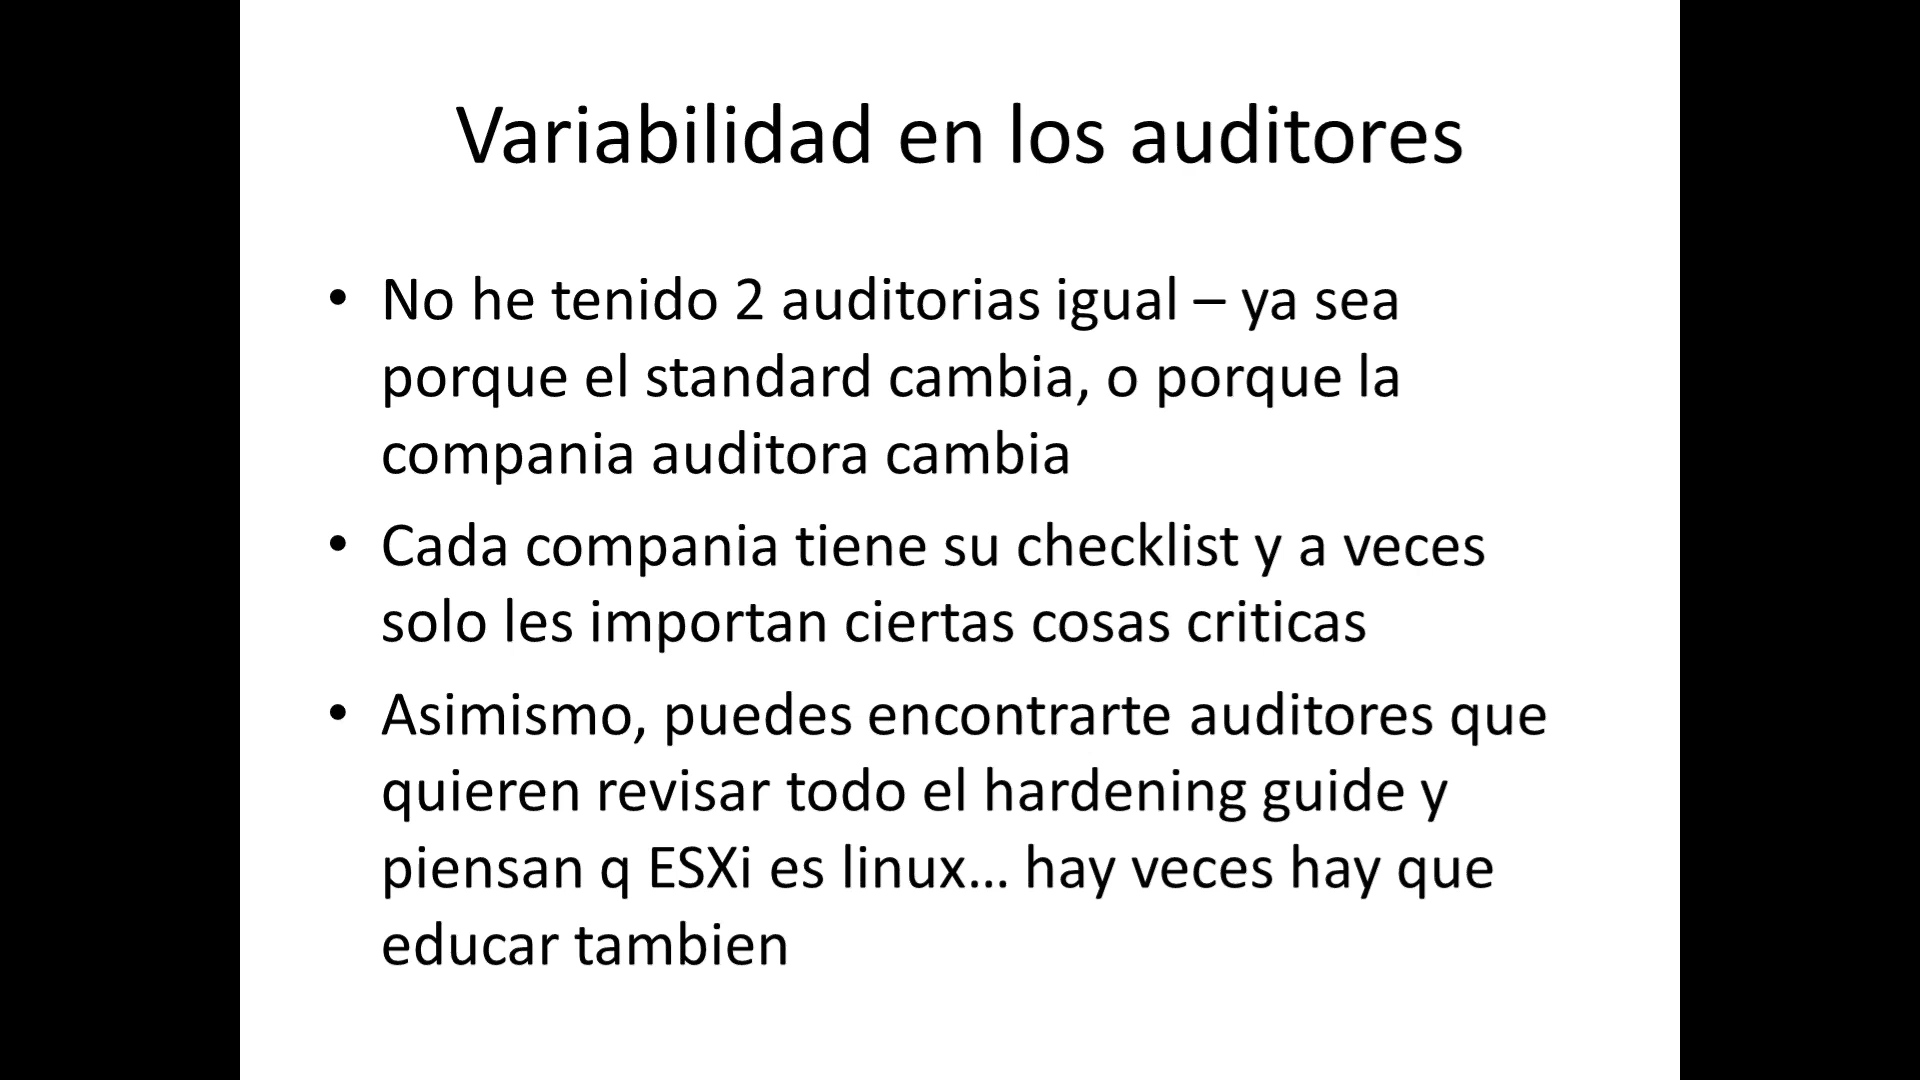 Variabilidad en los auditores
• No he tenido 2 auditorias igual – ya sea
porque el standard cambia, o porque la
compania auditora cambia
• Cada compania tiene su checklist y a veces
solo les importan ciertas cosas criticas
• Asimismo, puedes encontrarte auditores que
quieren revisar todo el hardening guide y
piensan q ESXi es linux... hay veces hay que
educar tambien